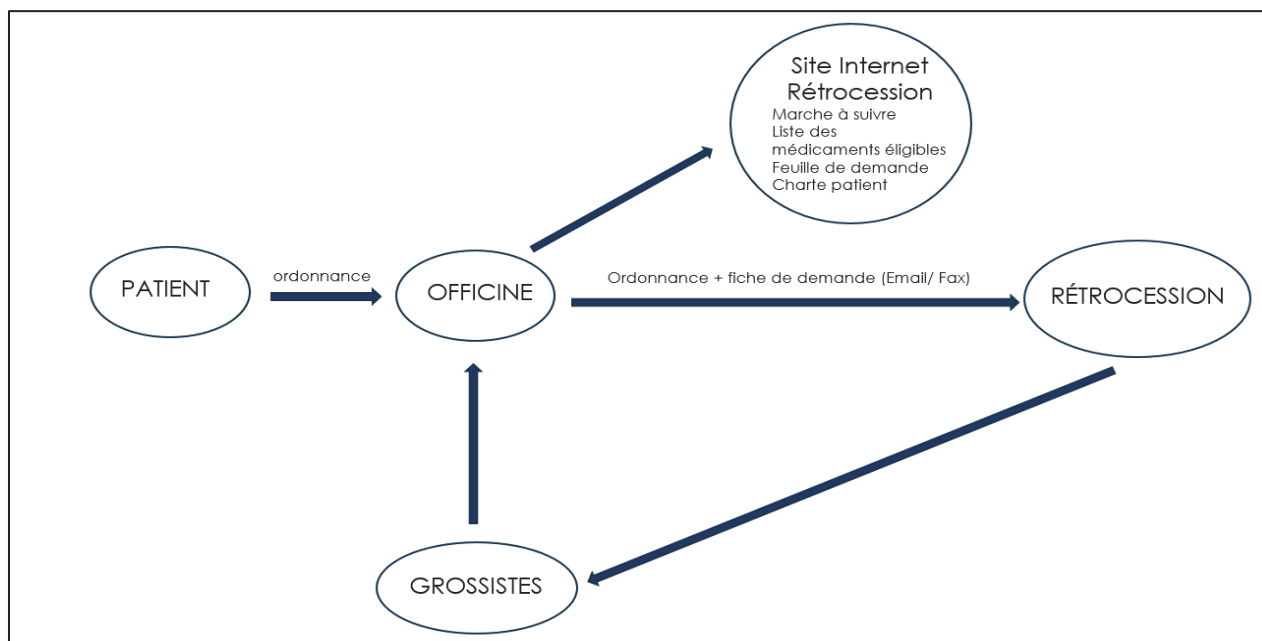 Site Internet
Rétrocession
Marche à suivre
Liste des
médicaments éligibles
Feuille de demande
Charte patient
PATIENT
ordonnance
OFFICINE
Ordonnance + fiche de demande (Email/ Fax)
RÉTROCESSION
GROSSISTES